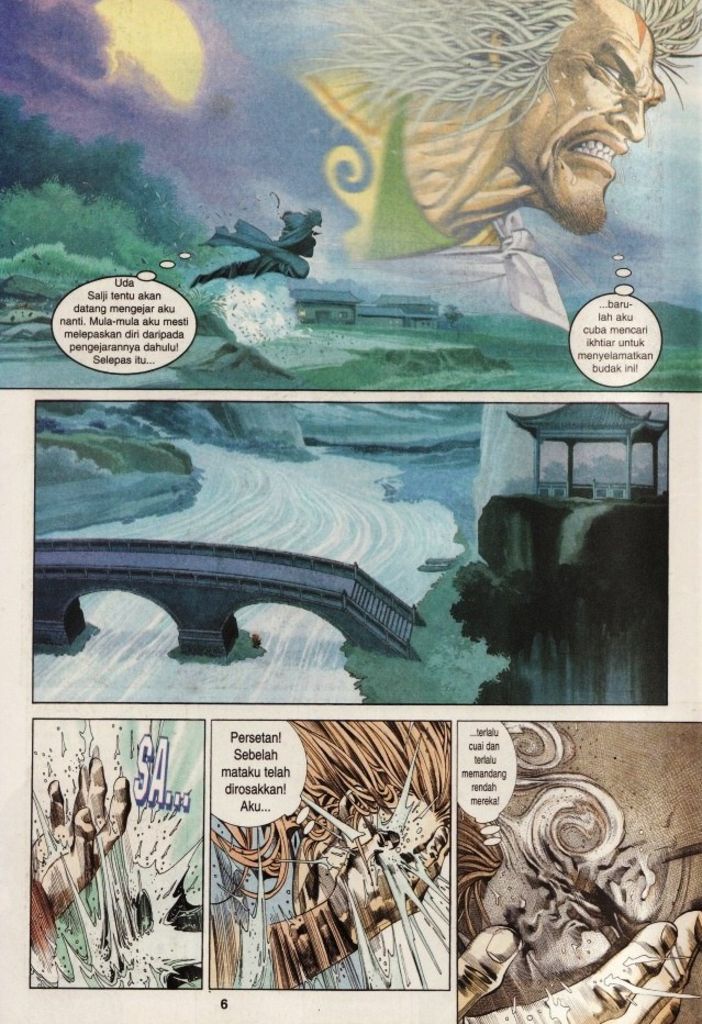 Uda
Salji tentu akan
datang mengejar aku
nanti. Mula-mula aku mesti
melepaskan diri daripada
pengejarannya dahulu!
Selepas itu...
...baru-
lah aku
cuba mencari
ikhtiar untuk
menyelamatkan
budak ini!
SA...
Persetan!
Sebelah
mataku telah
dirosakkan!
Aku...
...terlalu
cuai dan
terlalu
memandang
rendah
mereka!
6